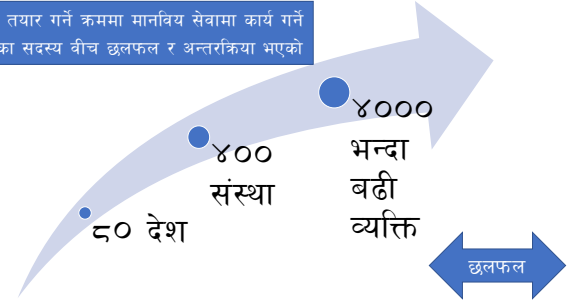 तयार गर्ने क्रममा मानविय सेवामा कार्य गर्ने
का सदस्य वीच छलफल र अन्तरक्रिया भएको
४०००
भन्दा
बढी
व्यक्ति
४००
संस्था
८० देश
छलफल